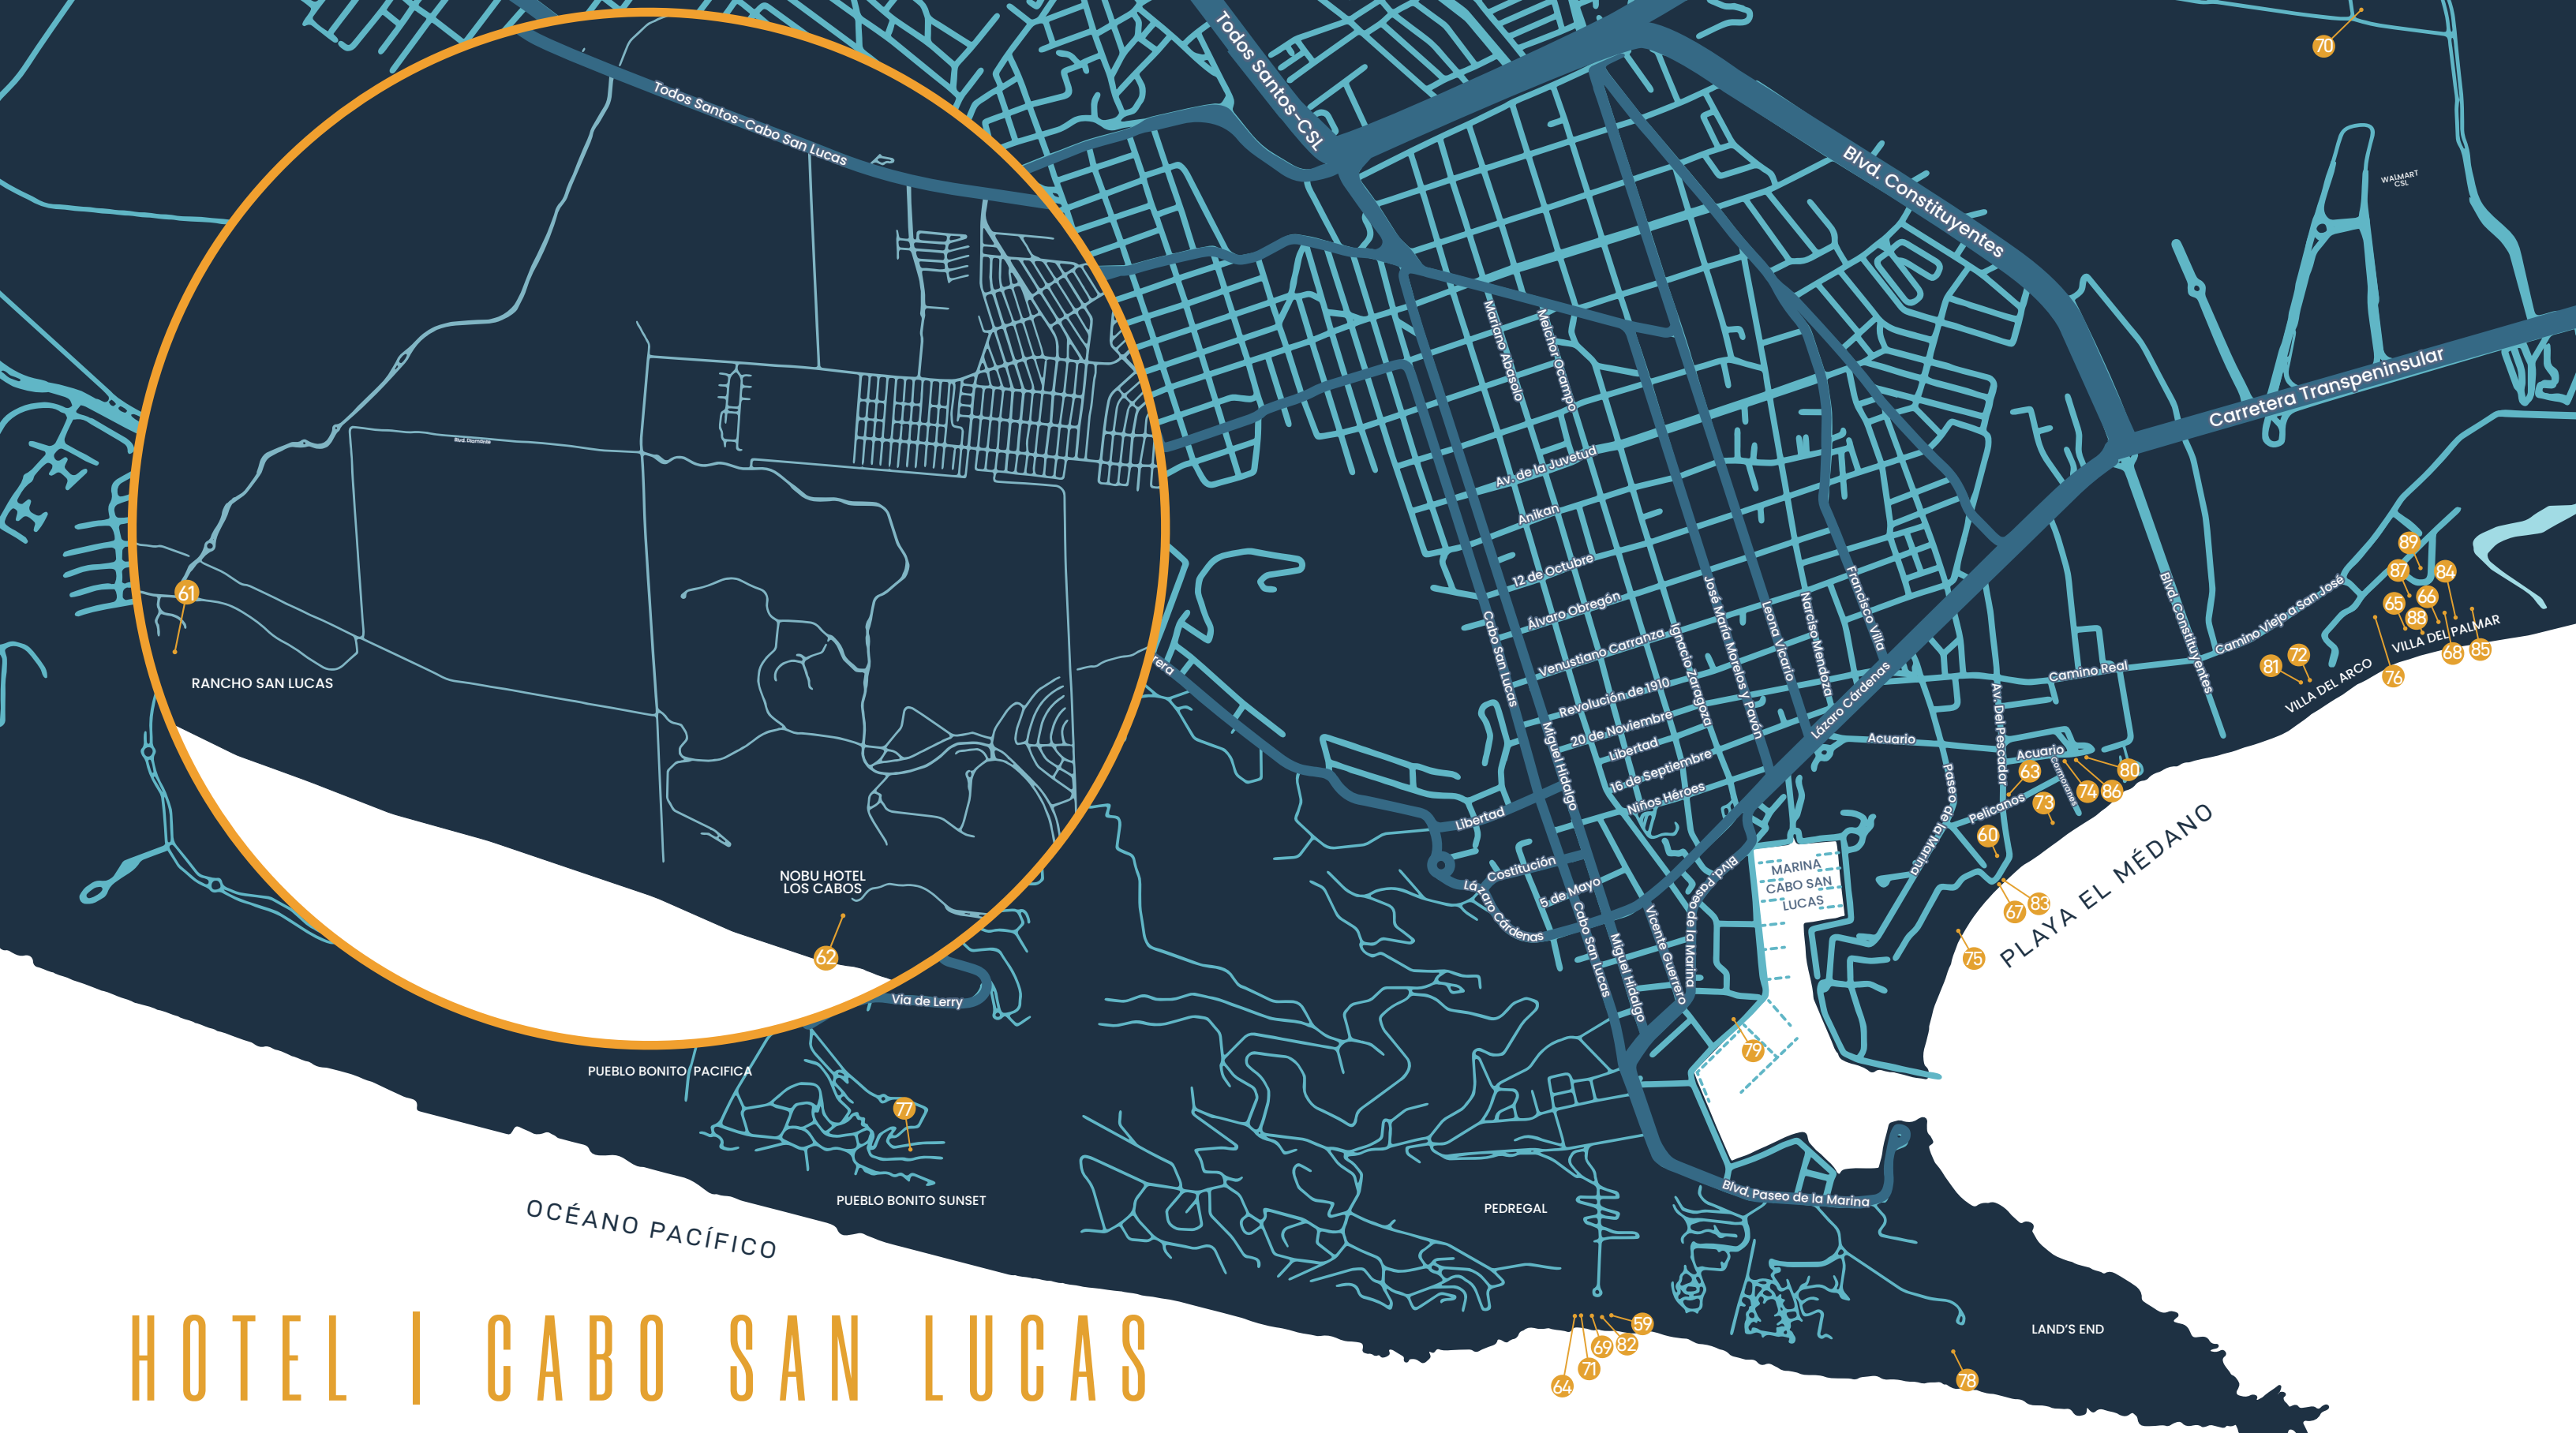 70
Todos Santos-CSL
Todos Santos-Cabo San Lucas
Blvd. Constituyentes
WALMART
CSL
Carretera Transpeninsular
Mariano Abasolo
Melchor Ocampo
Blvd. Diamante
Av. de la Juvetud
Anikan
12 de Octubre
Álvaro Obregón
Venustiano Carranza
Revolución de 1910
20 de Noviembre
Libertad
16 de Septiembre
Niños Héroes
Cabo San Lucas
Miguel Hidalgo
Ignacio Zaragoza
José María Morelos y Pavón
Leona Vicario
Narciso Mendoza
Francisco Villa
Lázaro Cárdenas
Blvd. Constituyentes
Camino Viejo a San José
Camino Real
89
87
84
65
66
88
VILLA DEL PALMAR
68
85
76
81
72
VILLA DEL ARCO
61
RANCHO SAN LUCAS
rera
Acuario
Av. Del Pescador
Acuario
Cormoranes
63
80
74
86
73
Pelicanos
60
Paseo de la Marina
PLAYA EL MÉDANO
67
83
75
Libertad
Costitución
5 de Mayo
Lázaro Cárdenas
Cabo San Lucas
Miguel Hidalgo
Vicente Guerrero
Blvd. Paseo de la Marina
MARINA
CABO SAN
LUCAS
79
NOBU HOTEL
LOS CABOS
62
Vía de Lerry
PUEBLO BONITO PACIFICA
77
PUEBLO BONITO SUNSET
PEDREGAL
Blvd. Paseo de la Marina
OCÉANO PACÍFICO
LAND'S END
59
69
82
71
64
78
HOTEL | CABO SAN LUCAS